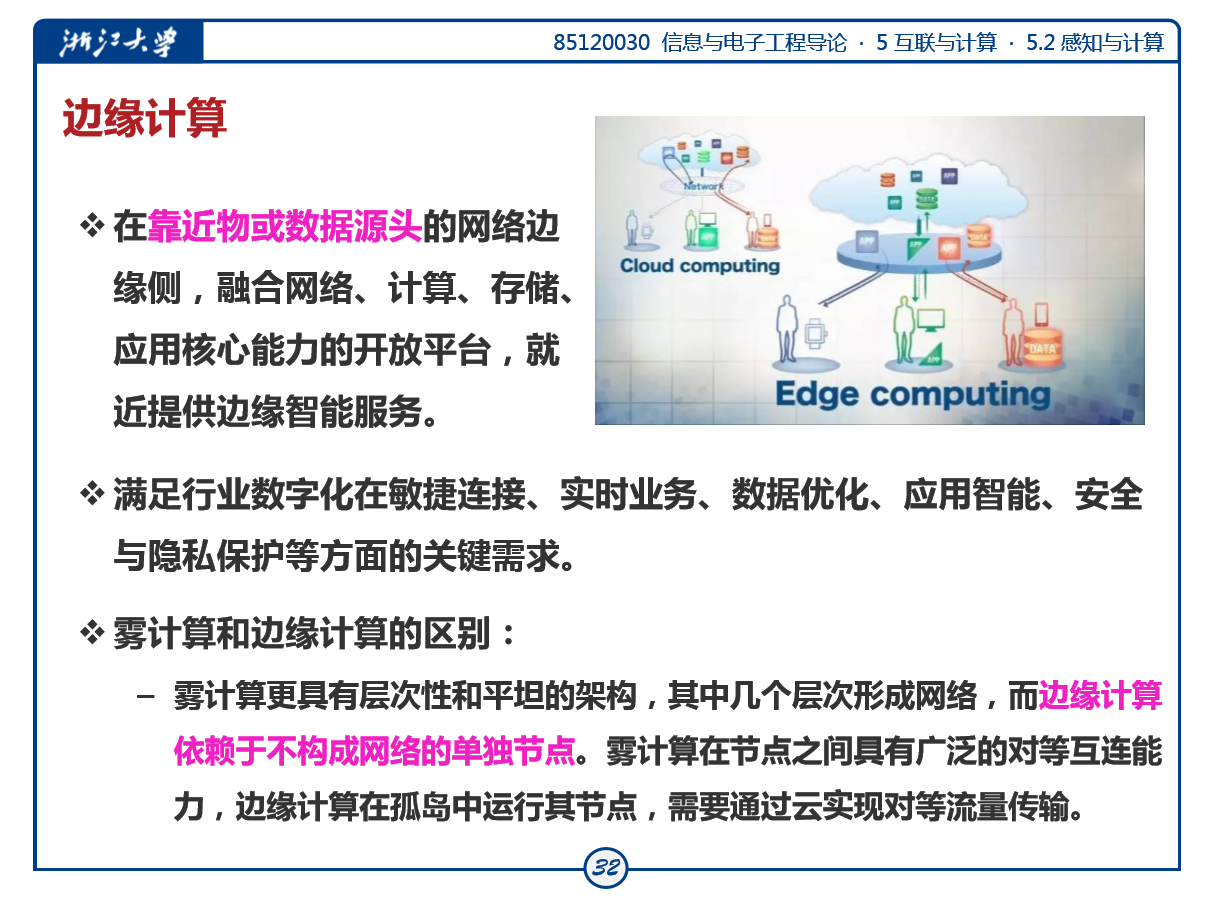 浙江大学
85120030 信息与电子工程导论 · 5 互联与计算 · 5.2 感知与计算
边缘计算
❖ 在靠近物或数据源头的网络边
缘侧，融合网络、计算、存储、
应用核心能力的开放平台，就
近提供边缘智能服务。
Network
Cloud computing
APP
APP
DATA
APP
APP
APP
DATA
APP
DATA
Edge computing
❖ 满足行业数字化在敏捷连接、实时业务、数据优化、应用智能、安全
与隐私保护等方面的关键需求。
❖ 雾计算和边缘计算的区别：
– 雾计算更具有层次性和平坦的架构，其中几个层次形成网络，而边缘计算
依赖于不构成网络的单独节点。雾计算在节点之间具有广泛的对等互连能
力，边缘计算在孤岛中运行其节点，需要通过云实现对等流量传输。
32